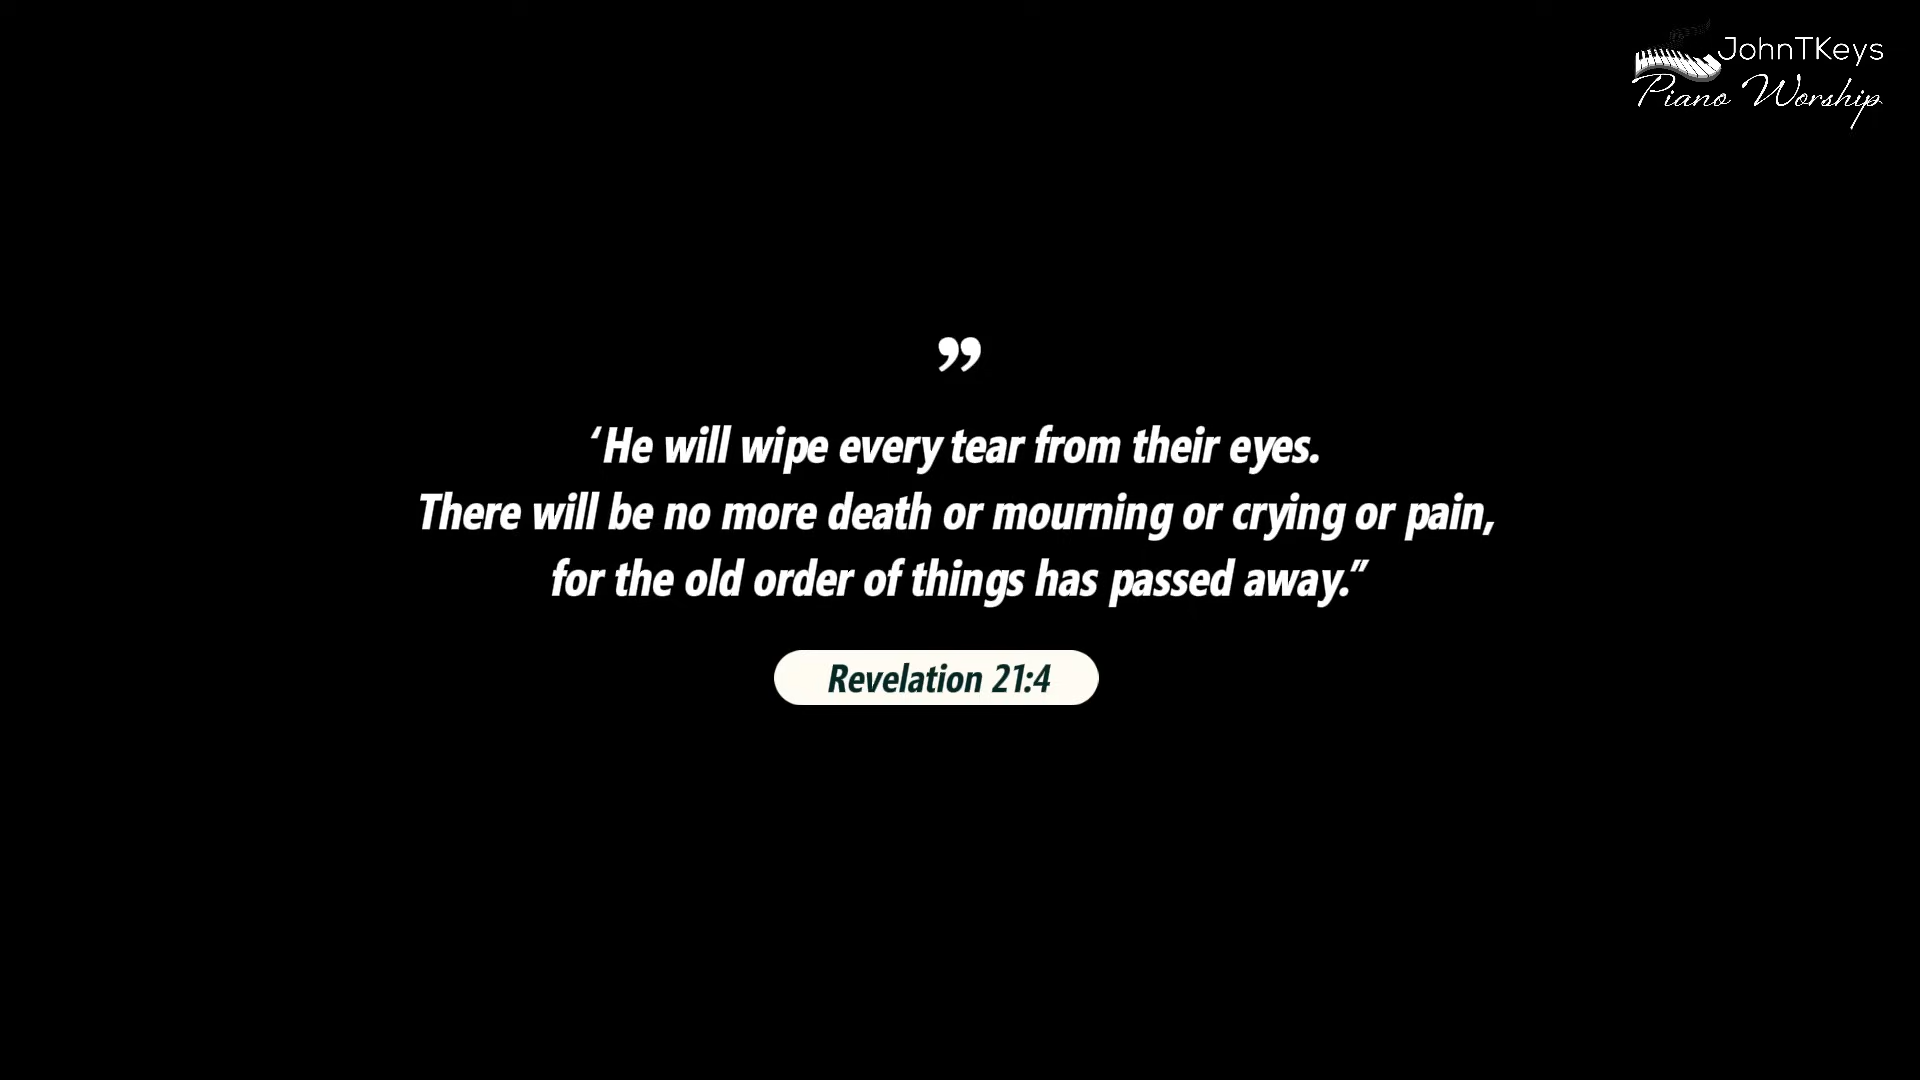 JohnTKeys
Piano Worship
”
‘He will wipe every tear from their eyes.
There will be no more death or mourning or crying or pain,
for the old order of things has passed away.”
Revelation 21:4